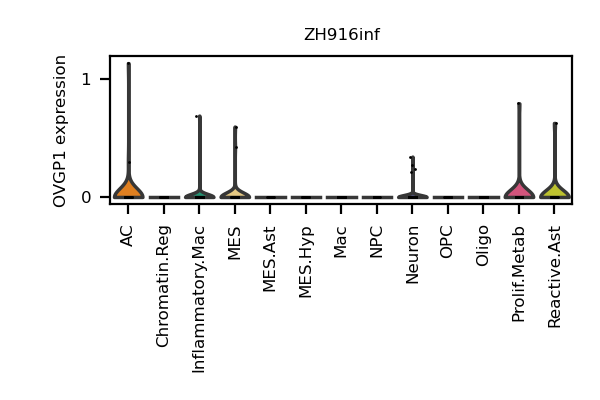 ZH916inf
OVGP1 expression
1
0
AC
Chromatin.Reg
Inflammatory.Mac
MES
MES.Ast
MES.Hyp
Mac
NPC
Neuron
OPC
Oligo
Prolif.Metab
Reactive.Ast